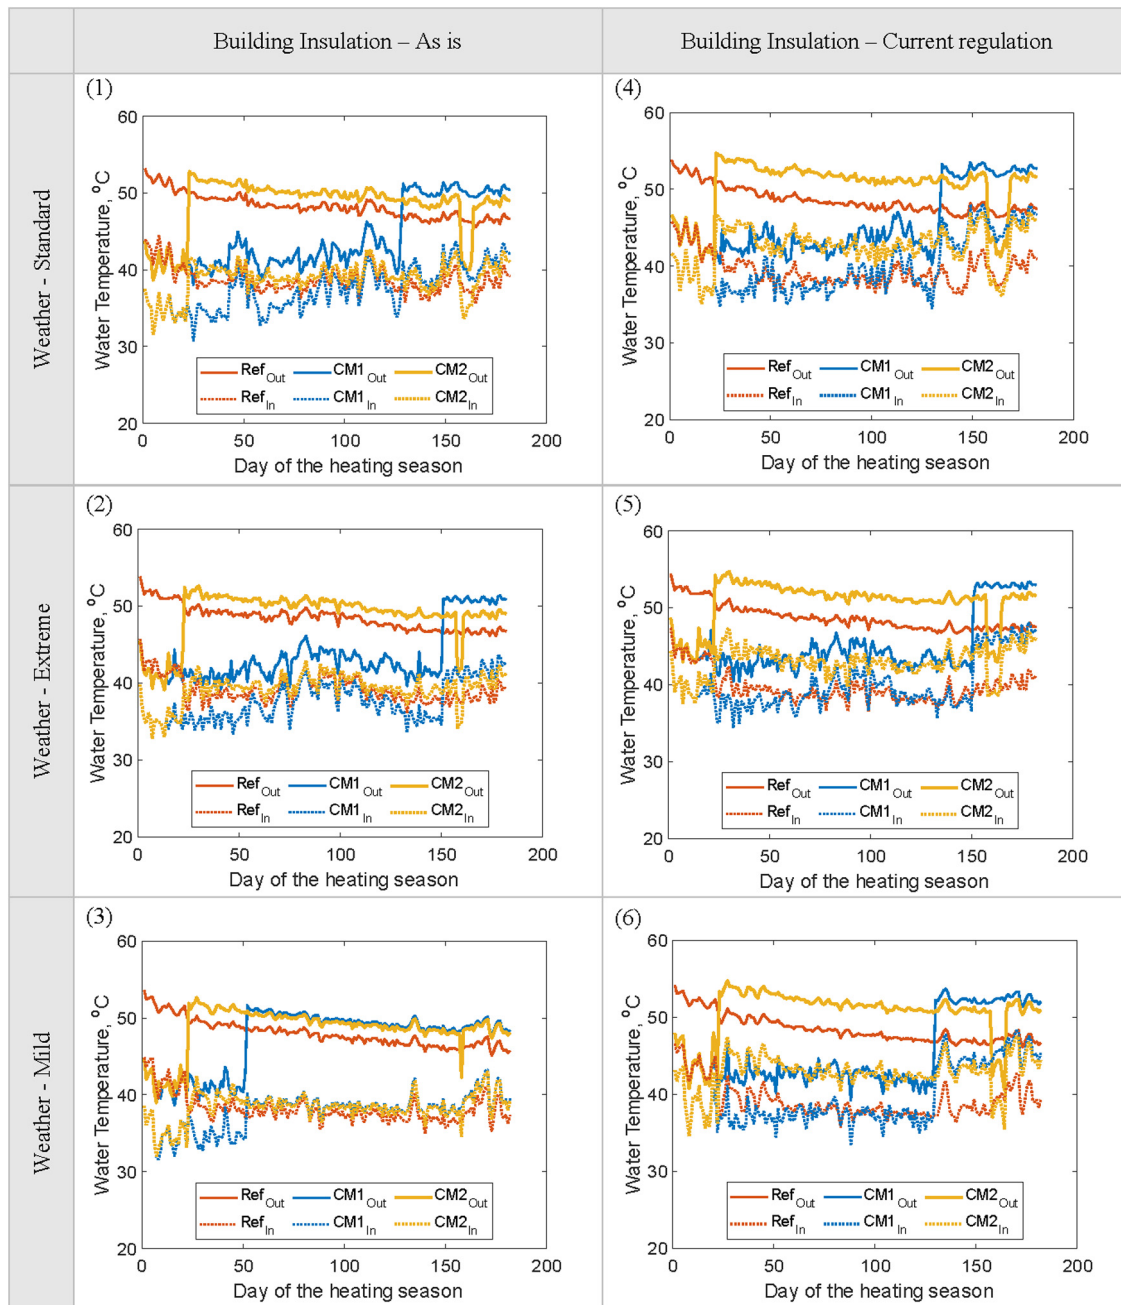 Building Insulation – As is
Building Insulation – Current regulation
Weather - Standard
(1)
60
50
40
30
20
Water Temperature, °C
Ref Out CM1 Out CM2 Out
Ref In CM1 In CM2 In
0 50 100 150 200
Day of the heating season
(4)
60
50
40
30
20
Water Temperature, °C
Ref Out CM1 Out CM2 Out
Ref In CM1 In CM2 In
0 50 100 150 200
Day of the heating season
Weather - Extreme
(2)
60
50
40
30
20
Water Temperature, °C
Ref Out CM1 Out CM2 Out
Ref In CM1 In CM2 In
0 50 100 150 200
Day of the heating season
(5)
60
50
40
30
20
Water Temperature, °C
Ref Out CM1 Out CM2 Out
Ref In CM1 In CM2 In
0 50 100 150 200
Day of the heating season
Weather - Mild
(3)
60
50
40
30
20
Water Temperature, °C
Ref Out CM1 Out CM2 Out
Ref In CM1 In CM2 In
0 50 100 150 200
Day of the heating season
(6)
60
50
40
30
20
Water Temperature, °C
Ref Out CM1 Out CM2 Out
Ref In CM1 In CM2 In
0 50 100 150 200
Day of the heating season